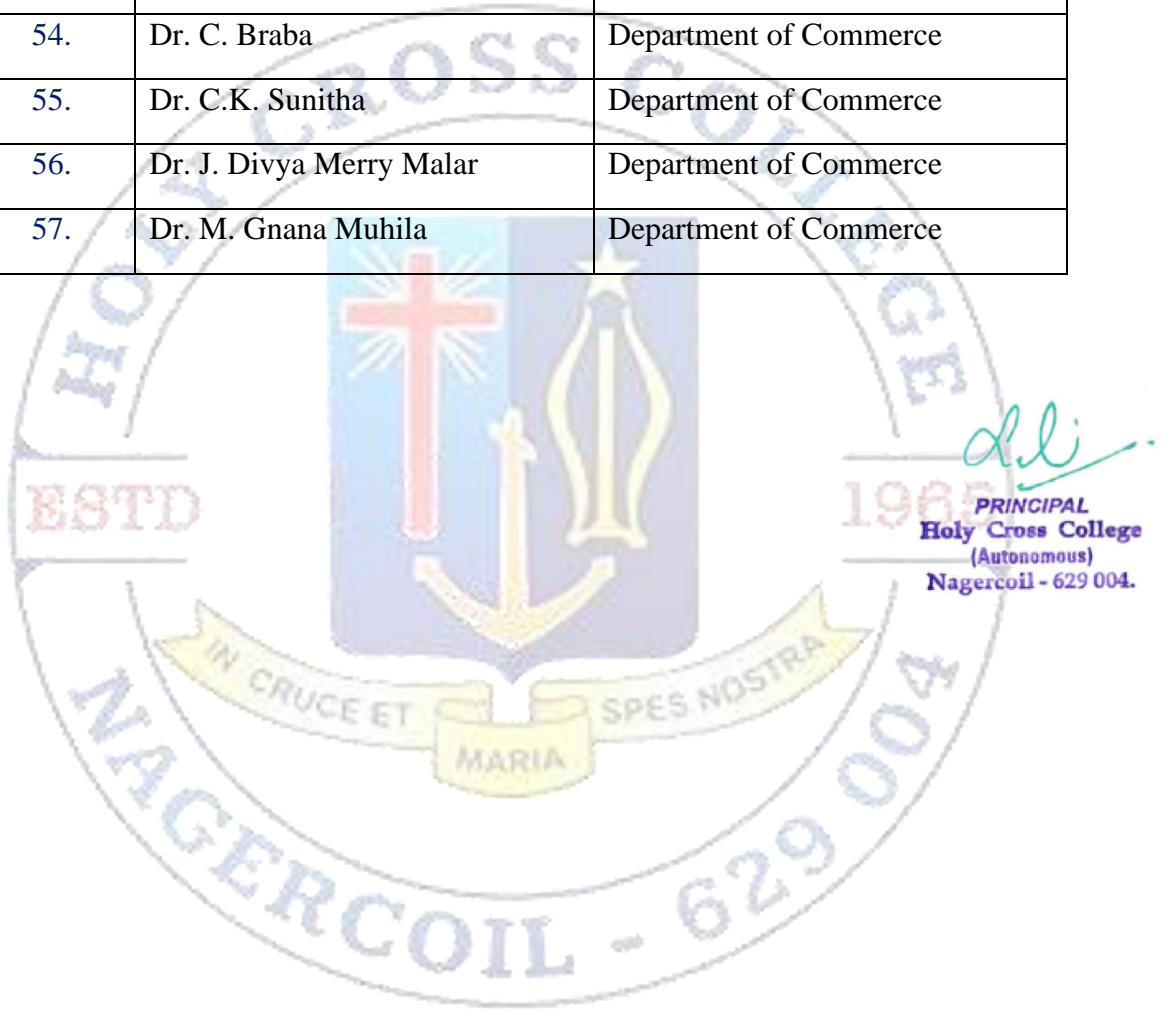 54. Dr. C. Braba Department of Commerce
55. Dr. C.K. Sunitha Department of Commerce
56. Dr. J. Divya Merry Malar Department of Commerce
57. Dr. M. Gnana Muhila Department of Commerce
HOLY CROSS COLLEGE
ESTD 1965
PRINCIPAL
Holy Cross College
(Autonomous)
Nagercoil - 629 004.
IN CRUCE ET MARIA SPES NOSTRA
NAGERCOIL - 629 004